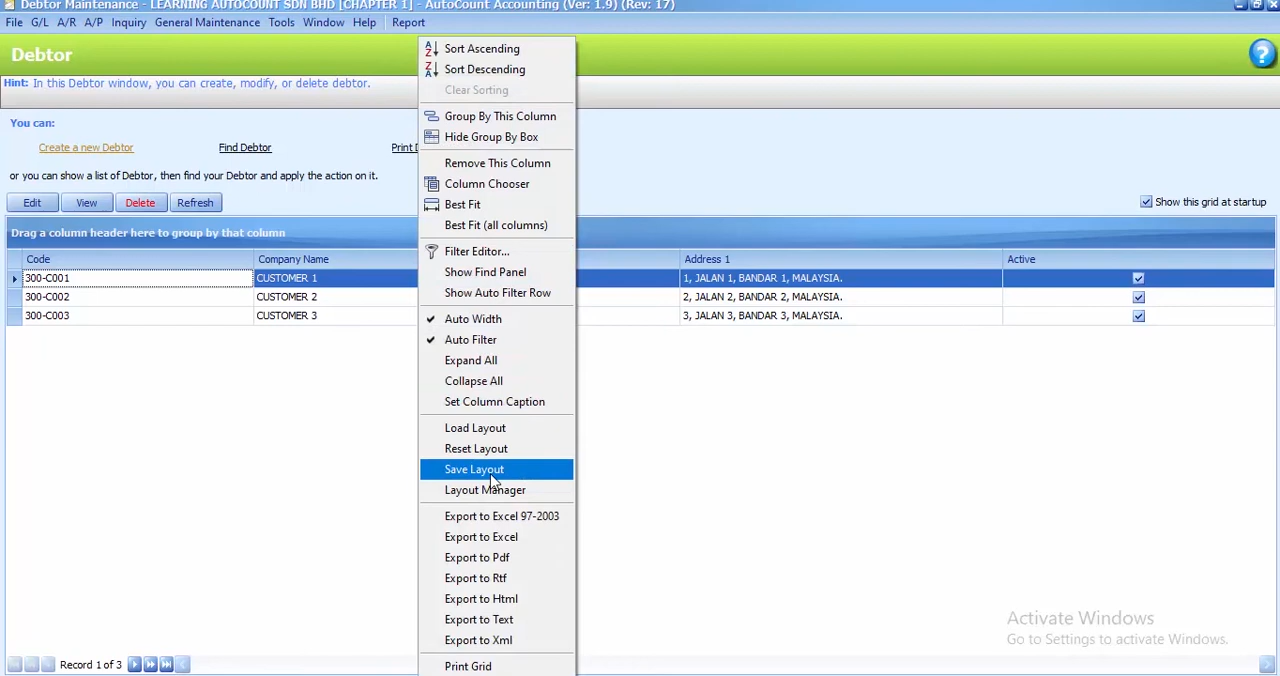 Debtor Maintenance - LEARNING AUTOCOUNT SDN BHD [CHAPTER 1] - AutoCount Accounting (Ver: 1.9) (Rev: 17)
File G/L A/R A/P Inquiry General Maintenance Tools Window Help Report
Debtor
Hint: In this Debtor window, you can create, modify, or delete debtor.
You can:
Create a new Debtor Find Debtor Print D
or you can show a list of Debtor, then find your Debtor and apply the action on it.
Edit View Delete Refresh Show this grid at startup
Drag a column header here to group by that column
Code Company Name Address 1 Active
300-C001 CUSTOMER 1 1, JALAN 1, BANDAR 1, MALAYSIA.
300-C002 CUSTOMER 2 2, JALAN 2, BANDAR 2, MALAYSIA.
300-C003 CUSTOMER 3 3, JALAN 3, BANDAR 3, MALAYSIA.
Sort Ascending
Sort Descending
Clear Sorting
Group By This Column
Hide Group By Box
Remove This Column
Column Chooser
Best Fit
Best Fit (all columns)
Filter Editor...
Show Find Panel
Show Auto Filter Row
Auto Width
Auto Filter
Expand All
Collapse All
Set Column Caption
Load Layout
Reset Layout
Save Layout
Layout Manager
Export to Excel 97-2003
Export to Excel
Export to Pdf
Export to Rtf
Export to Html
Export to Text
Export to Xml
Print Grid
Activate Windows
Go to Settings to activate Windows.
Record 1 of 3